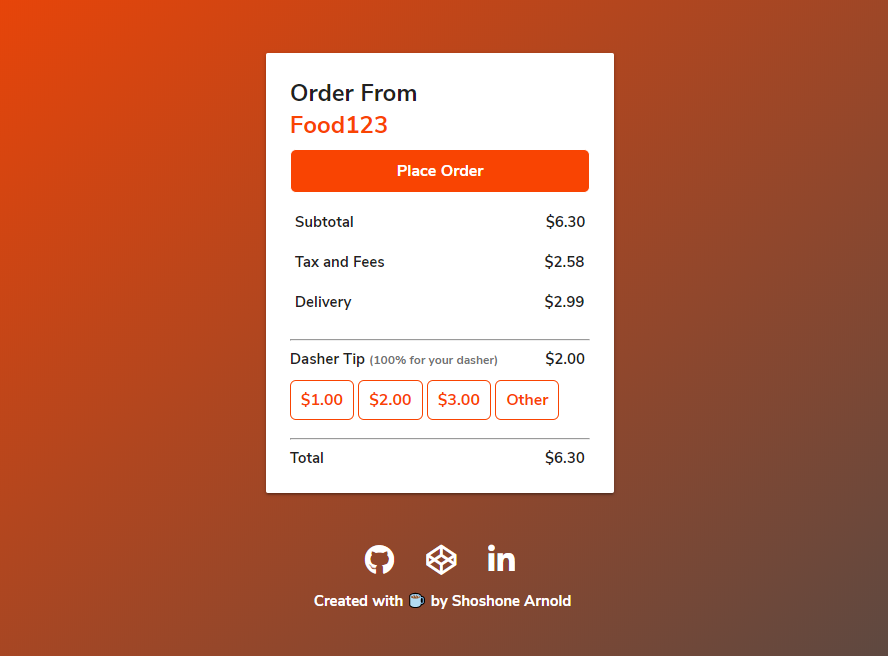 Order From
Food123
Place Order
Subtotal $6.30
Tax and Fees $2.58
Delivery $2.99
Dasher Tip (100% for your dasher) $2.00
$1.00 $2.00 $3.00 Other
Total $6.30
in
Created with ☕ by Shoshone Arnold